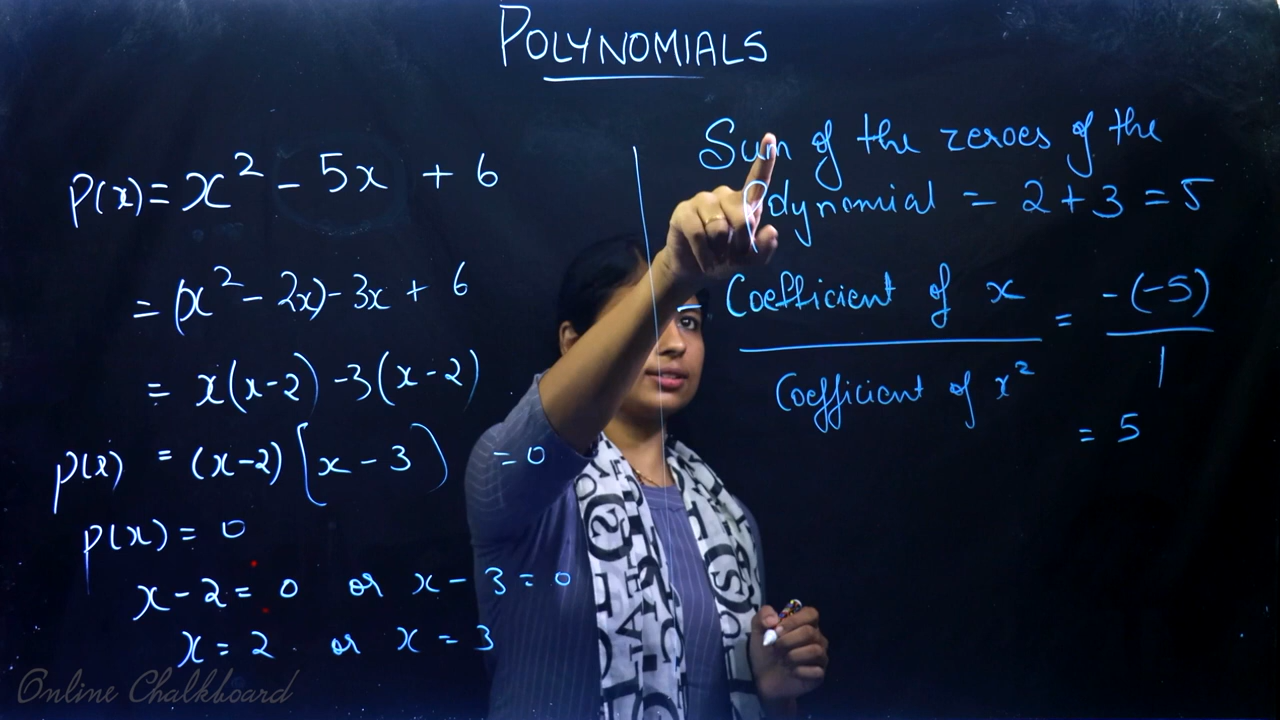 POLYNOMIALS
P(x) = x² - 5x + 6
= (x² - 2x) - 3x + 6
= x(x-2) -3(x-2)
p(x) = (x-2)[x-3) = 0
p(x) = 0
x - 2 = 0 or x - 3 = 0
x = 2 or x = 3
Sum of the zeroes of the
Polynomial = 2 + 3 = 5
- Coefficient of x / Coefficient of x² = -(-5) / 1
= 5
Online Chalkboard